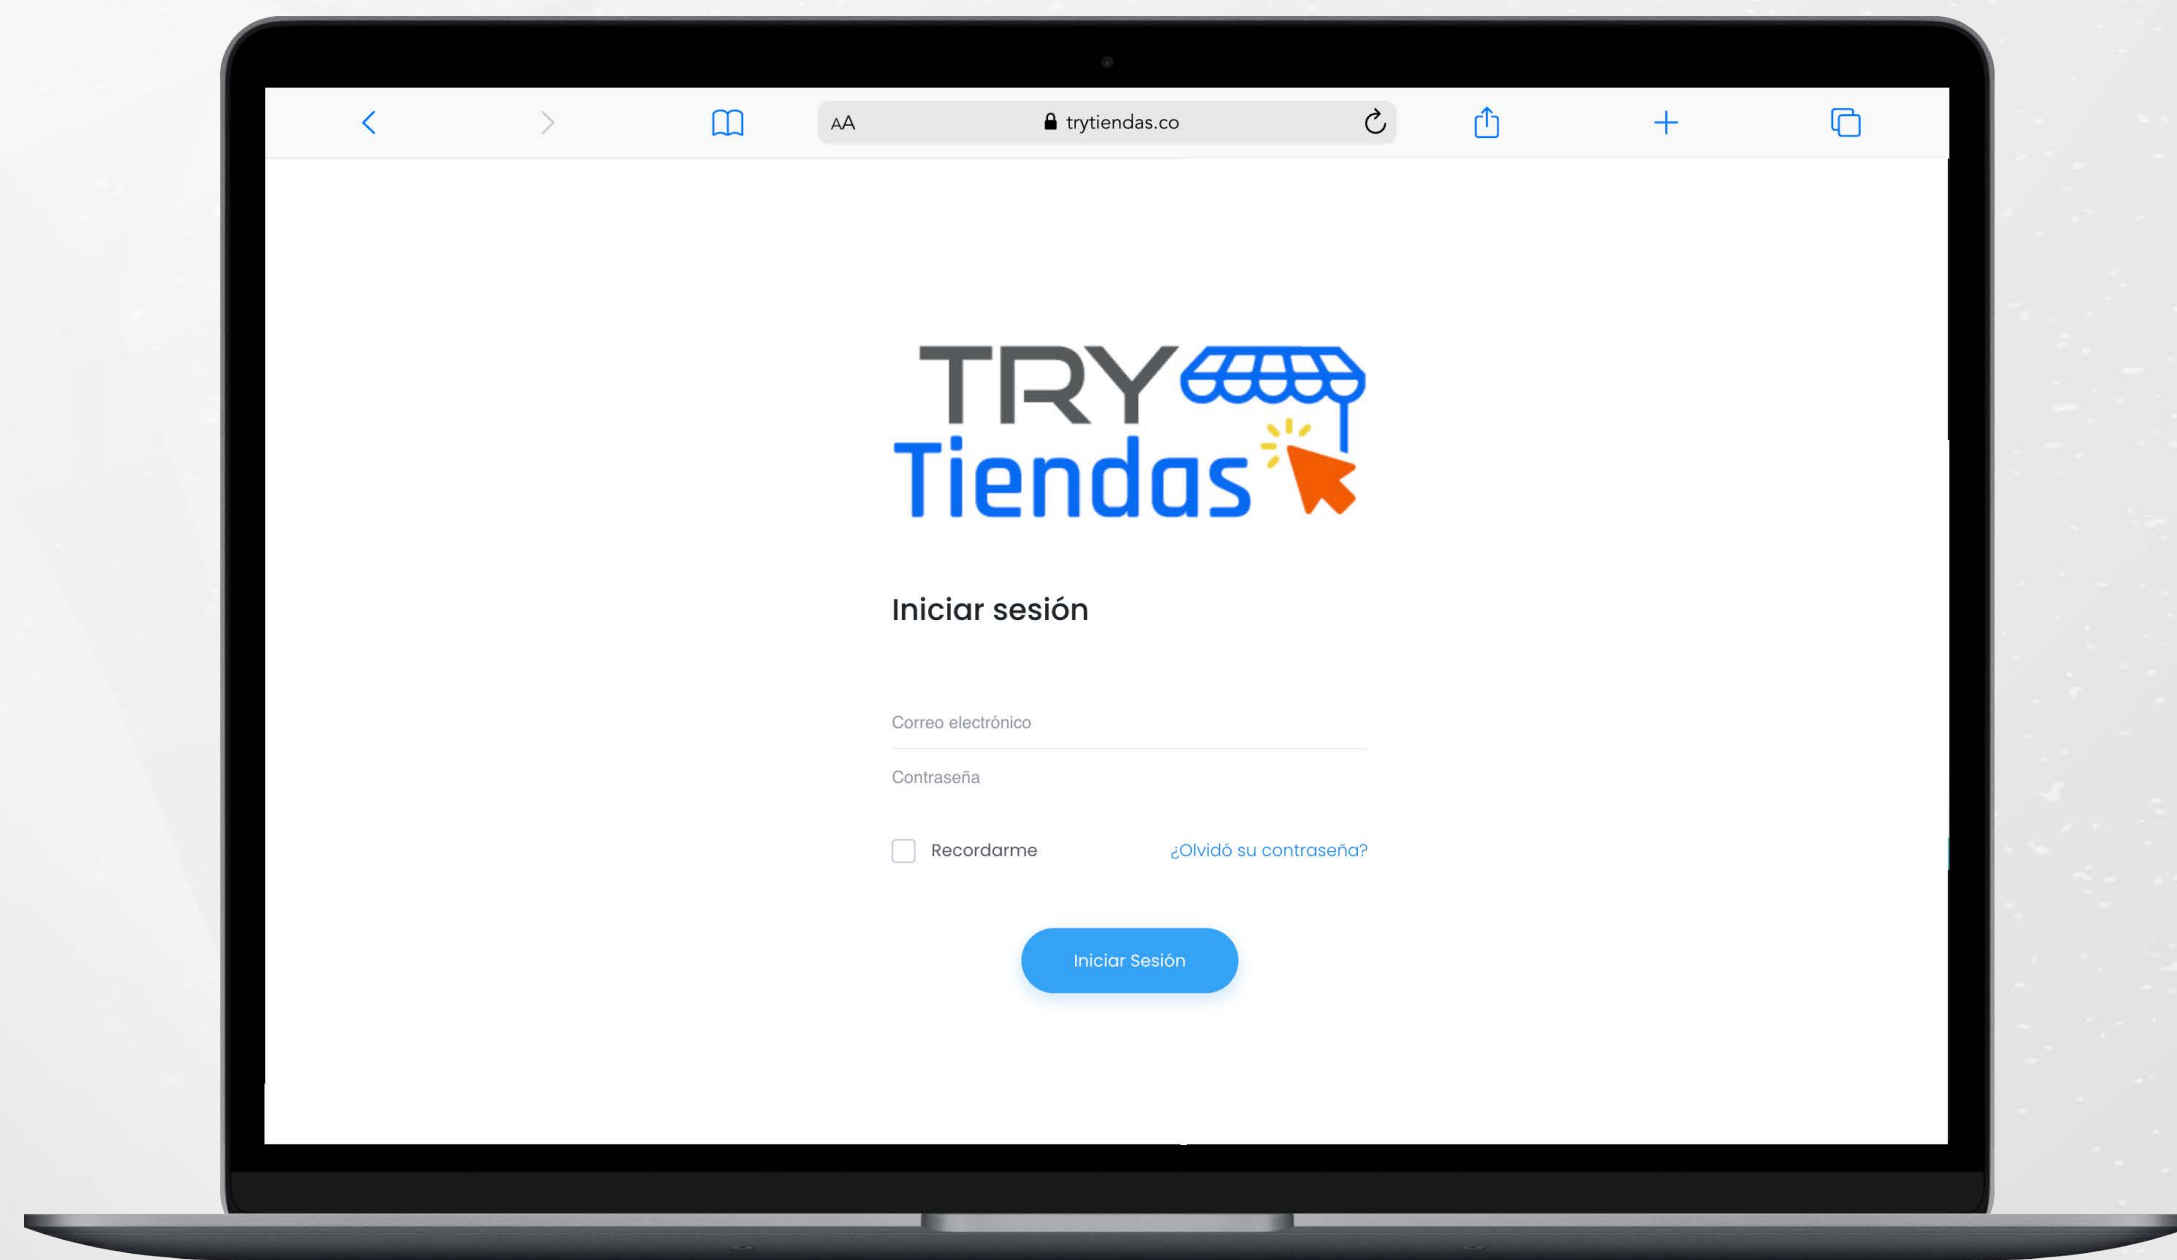 AA trytiendas.co
TRY
Tiendas
Iniciar sesión
Correo electrónico
Contraseña
Recordarme ¿Olvidó su contraseña?
Iniciar Sesión